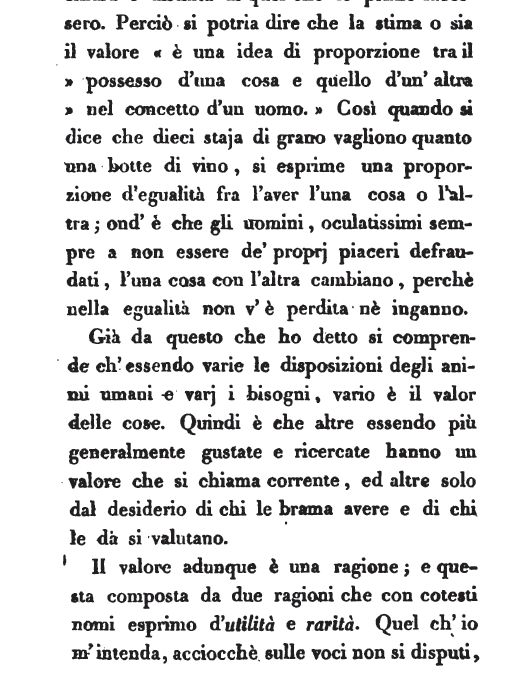 sero. Perciò si potria dire che la stima o sia
il valore « è una idea di proporzione tra il
» possesso d'una cosa e quello d'un' altra
» nel concetto d'un uomo. » Così quando si
dice che dieci staja di grano vagliono quanto
una botte di vino, si esprime una propor-
zione d'egualità fra l'aver l'una cosa o l'al-
tra; ond' è che gli uomini, oculatissimi sem-
pre a non essere de' proprj piaceri defrau-
dati, l'una cosa con l'altra cambiano, perchè
nella egualità non v' è perdita nè inganno.
Già da questo che ho detto si compren-
de ch' essendo varie le disposizioni degli ani-
mi umani e varj i bisogni, vario è il valor
delle cose. Quindi è che altre essendo più
generalmente gustate e ricercate hanno un
valore che si chiama corrente, ed altre solo
dal desiderio di chi le brama avere e di chi
le dà si valutano.
Il valore adunque è una ragione; e que-
sta composta da due ragioni che con cotesti
nomi esprimo d'utilità e rarità. Quel ch' io
m' intenda, acciocchè sulle voci non si disputi,